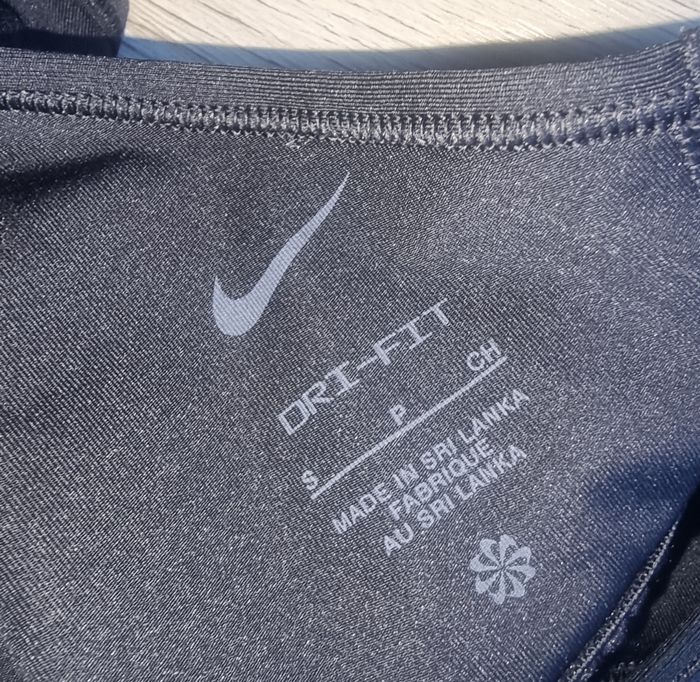 DRI-FIT
S P CH
MADE IN SRI LANKA
FABRIQUE
AU SRI LANKA